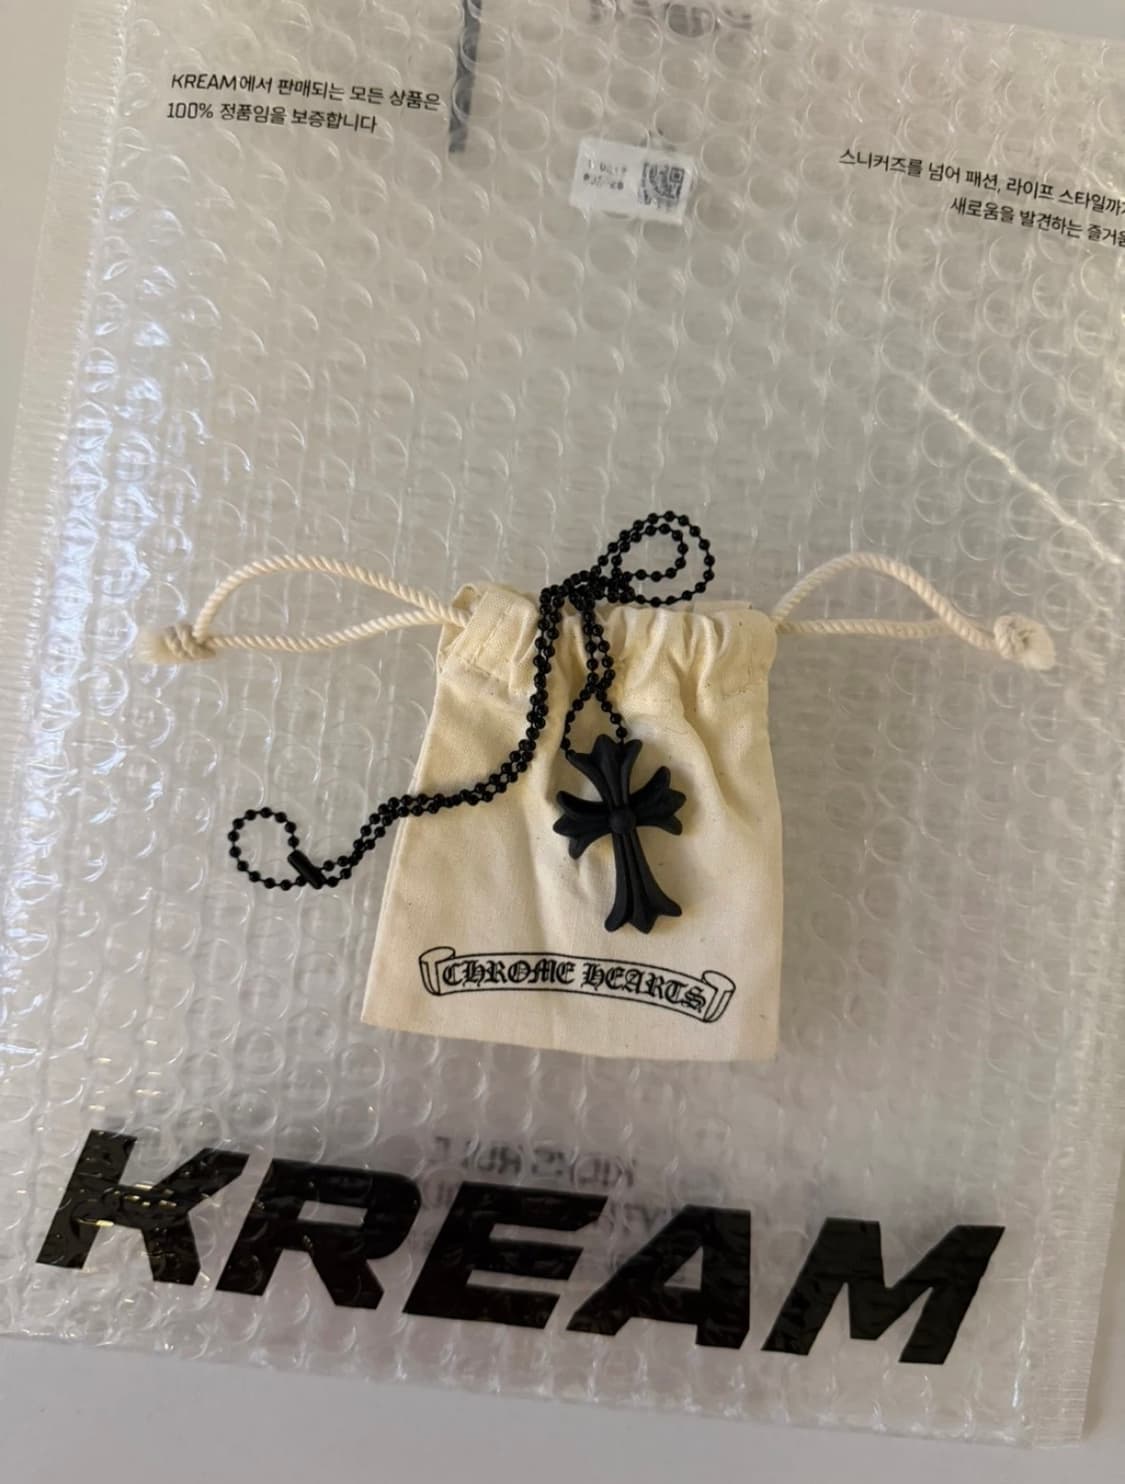 KREAM에서 판매되는 모든 상품은
100% 정품임을 보증합니다
스니커즈를 넘어 패션, 라이프 스타일까지
새로움을 발견하는 즐거움
CHROME HEARTS
KREAM